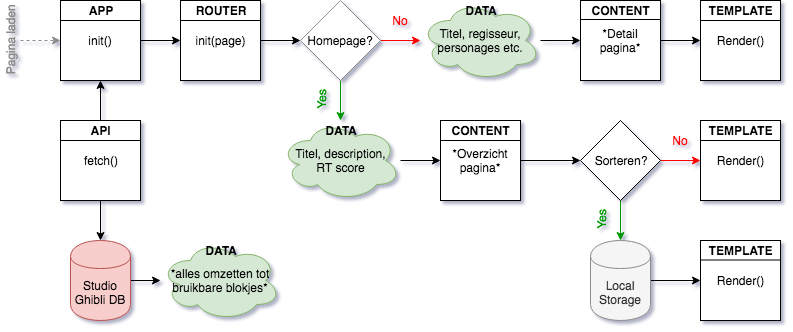 Pagina laden
APP
init()
ROUTER
init(page)
Homepage?
No
Yes
DATA
Titel, regisseur,
personages etc.
CONTENT
*Detail
pagina*
TEMPLATE
Render()
API
fetch()
DATA
Titel, description,
RT score
CONTENT
*Overzicht
pagina*
Sorteren?
No
Yes
TEMPLATE
Render()
Studio
Ghibli DB
DATA
*alles omzetten tot
bruikbare blokjes*
Local
Storage
TEMPLATE
Render()